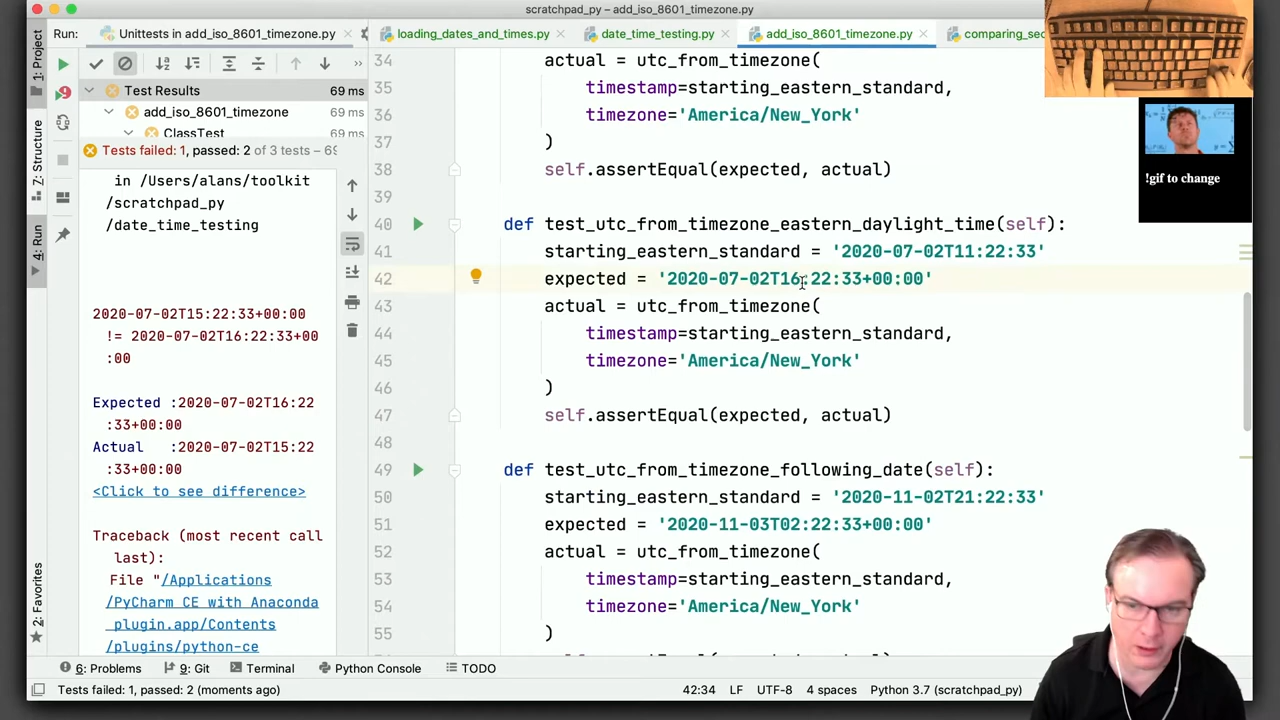 scratchpad_py – add_iso_8601_timezone.py
Run: Unittests in add_iso_8601_timezone.py
loading_dates_and_times.py date_time_testing.py add_iso_8601_timezone.py comparing_sec
1: Project
Z: Structure
4: Run
2: Favorites
Test Results 69 ms
add_iso_8601_timezone 69 ms
ClassTest 69 ms
Tests failed: 1, passed: 2 of 3 tests – 69
in /Users/alans/toolkit
/scratchpad_py
/date_time_testing
2020-07-02T15:22:33+00:00
!= 2020-07-02T16:22:33+00
:00
Expected :2020-07-02T16:22
:33+00:00
Actual :2020-07-02T15:22
:33+00:00
<Click to see difference>
Traceback (most recent call
last):
File "/Applications
/PyCharm CE with Anaconda
plugin.app/Contents
/plugins/python-ce
34 actual = utc_from_timezone(
35 timestamp=starting_eastern_standard,
36 timezone='America/New_York'
37 )
38 self.assertEqual(expected, actual)
39
40 def test_utc_from_timezone_eastern_daylight_time(self):
41 starting_eastern_standard = '2020-07-02T11:22:33'
42 expected = '2020-07-02T16:22:33+00:00'
43 actual = utc_from_timezone(
44 timestamp=starting_eastern_standard,
45 timezone='America/New_York'
46 )
47 self.assertEqual(expected, actual)
48
49 def test_utc_from_timezone_following_date(self):
50 starting_eastern_standard = '2020-11-02T21:22:33'
51 expected = '2020-11-03T02:22:33+00:00'
52 actual = utc_from_timezone(
53 timestamp=starting_eastern_standard,
54 timezone='America/New_York'
55 )
!gif to change
6: Problems 9: Git Terminal Python Console TODO
Tests failed: 1, passed: 2 (moments ago) 42:34 LF UTF-8 4 spaces Python 3.7 (scratchpad_py)